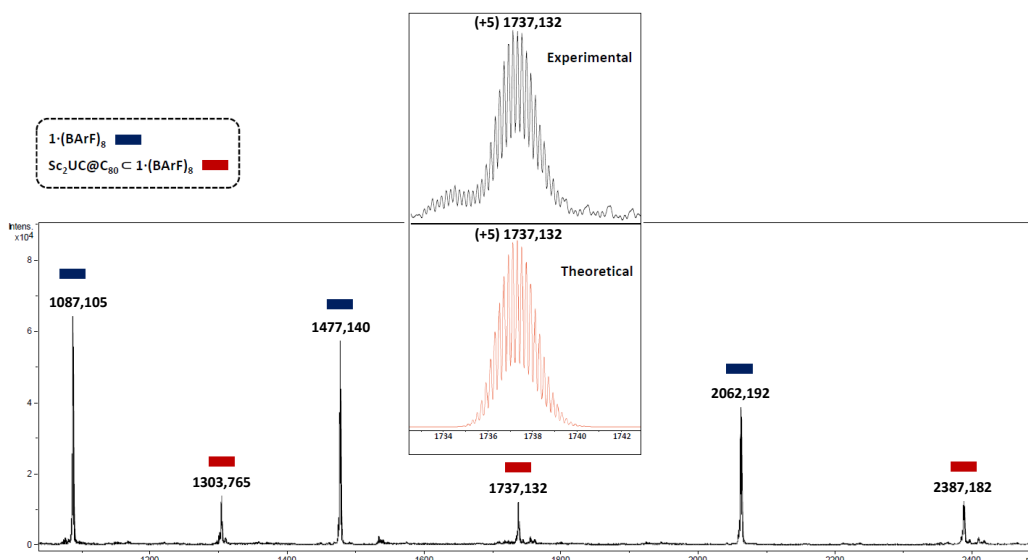 (+5) 1737,132
Experimental
1·(BArF)₈
Sc₂UC@C₈₀ ⊂ 1·(BArF)₈
Intens.
x10⁴
(+5) 1737,132
Theoretical
8
1087,105
1477,140
6
2062,192
4
1734 1736 1738 1740 1742
2
1303,765
1737,132
2387,182
0
1200 1400 1600 1800 2000 2200 2400